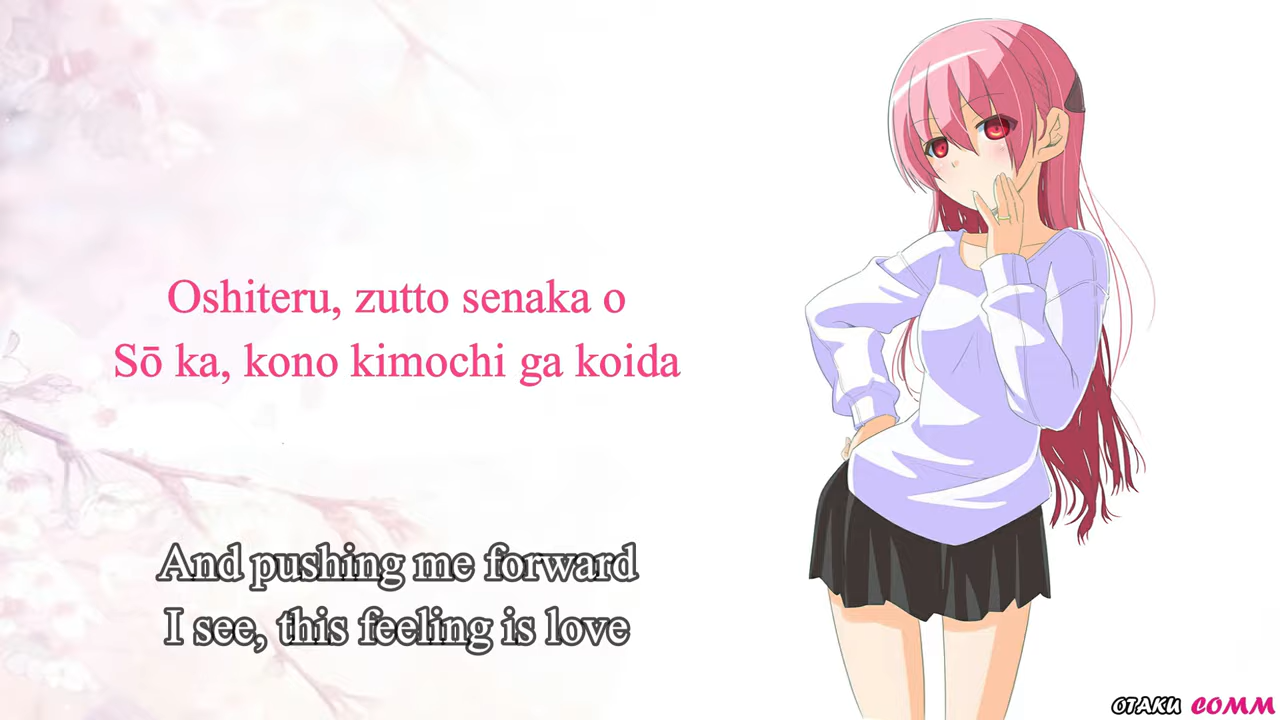 Oshiteru, zutto senaka o
Sō ka, kono kimochi ga koida
And pushing me forward
I see, this feeling is love
OTAKU COMM